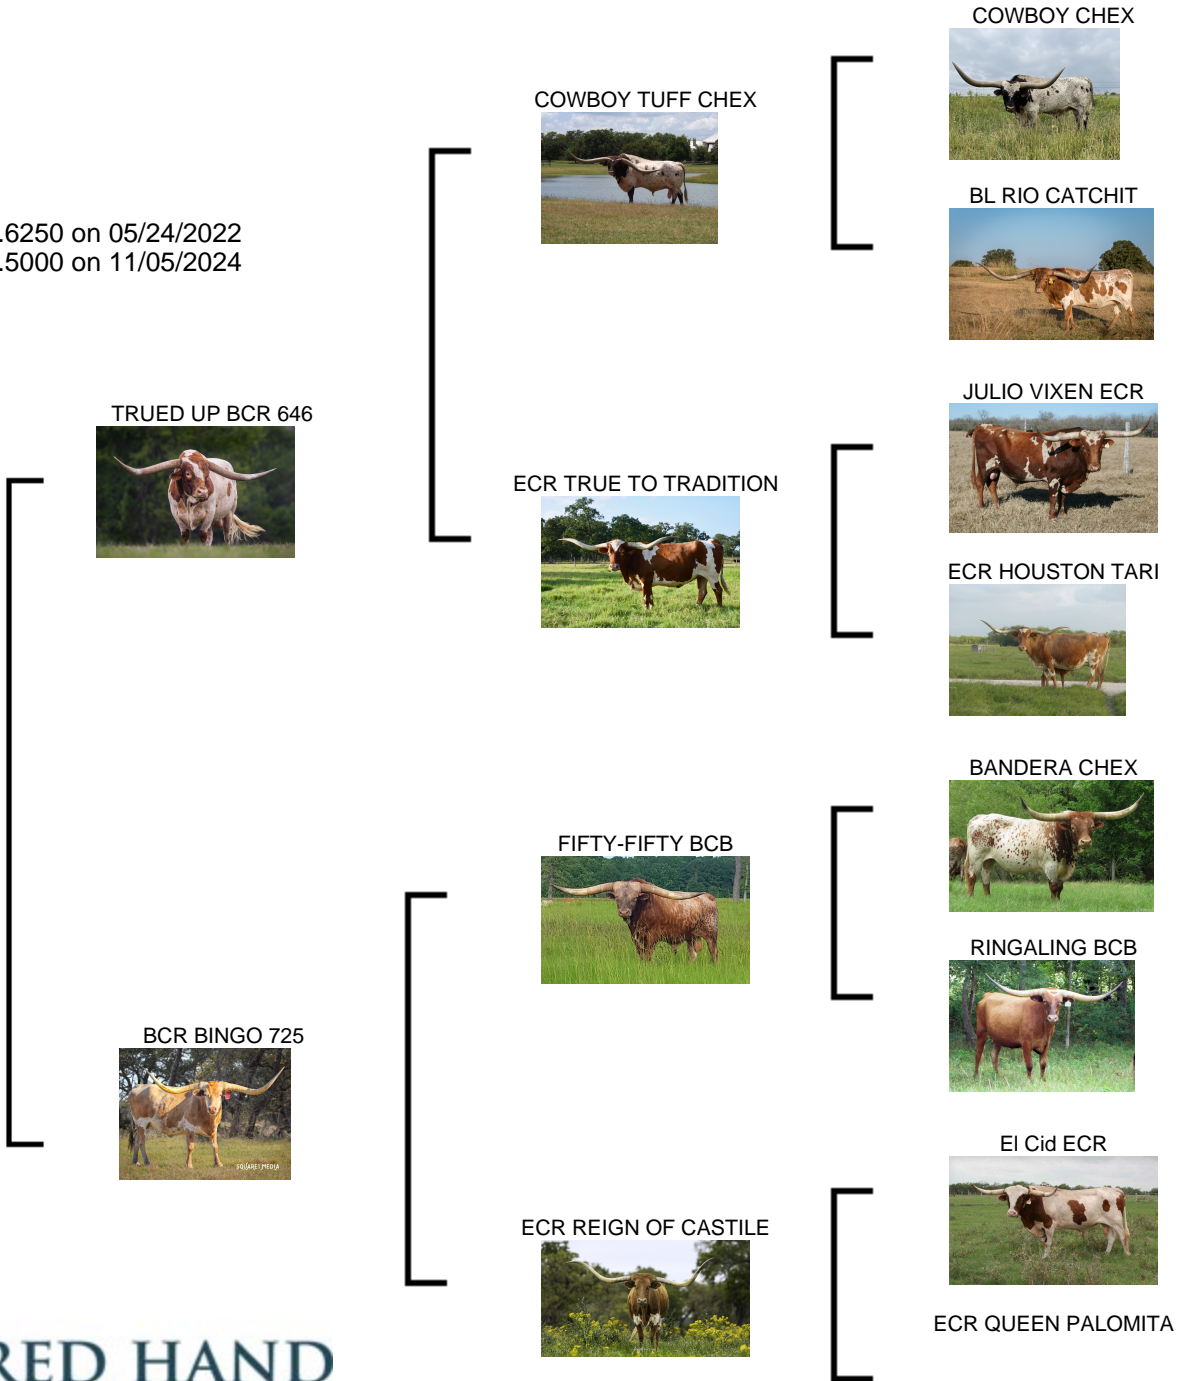 COWBOY CHEX
COWBOY TUFF CHEX
BL RIO CATCHIT
.6250 on 05/24/2022
.5000 on 11/05/2024
JULIO VIXEN ECR
TRUED UP BCR 646
ECR TRUE TO TRADITION
ECR HOUSTON TARI
BANDERA CHEX
FIFTY-FIFTY BCB
RINGALING BCB
BCR BINGO 725
SQUARE1 MEDIA
El Cid ECR
ECR REIGN OF CASTILE
ECR QUEEN PALOMITA
RED HAND